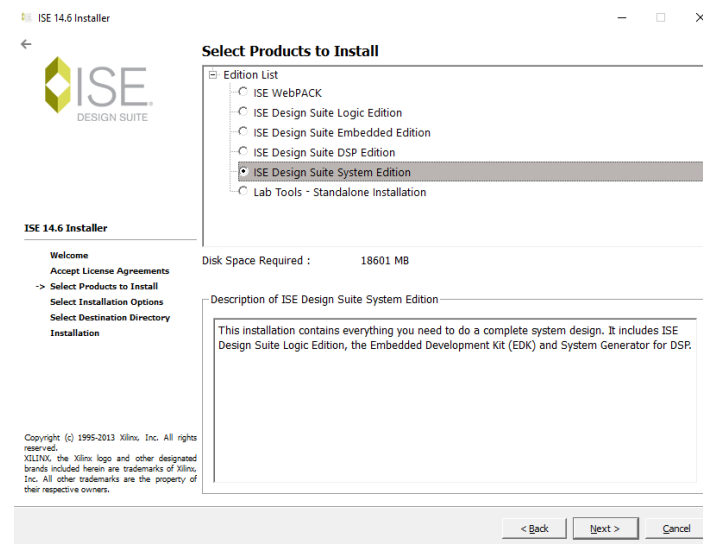 ISE 14.6 Installer
Select Products to Install
ISE
DESIGN SUITE
Edition List
ISE WebPACK
ISE Design Suite Logic Edition
ISE Design Suite Embedded Edition
ISE Design Suite DSP Edition
ISE Design Suite System Edition
Lab Tools - Standalone Installation
ISE 14.6 Installer
Welcome
Accept License Agreements
-> Select Products to Install
Select Installation Options
Select Destination Directory
Installation
Disk Space Required : 18601 MB
Description of ISE Design Suite System Edition
This installation contains everything you need to do a complete system design. It includes ISE
Design Suite Logic Edition, the Embedded Development Kit (EDK) and System Generator for DSP.
Copyright (c) 1995-2013 Xilinx, Inc. All rights
reserved.
XILINX, the Xilinx logo and other designated
brands included herein are trademarks of Xilinx,
Inc. All other trademarks are the property of
their respective owners.
< Back
Next >
Cancel